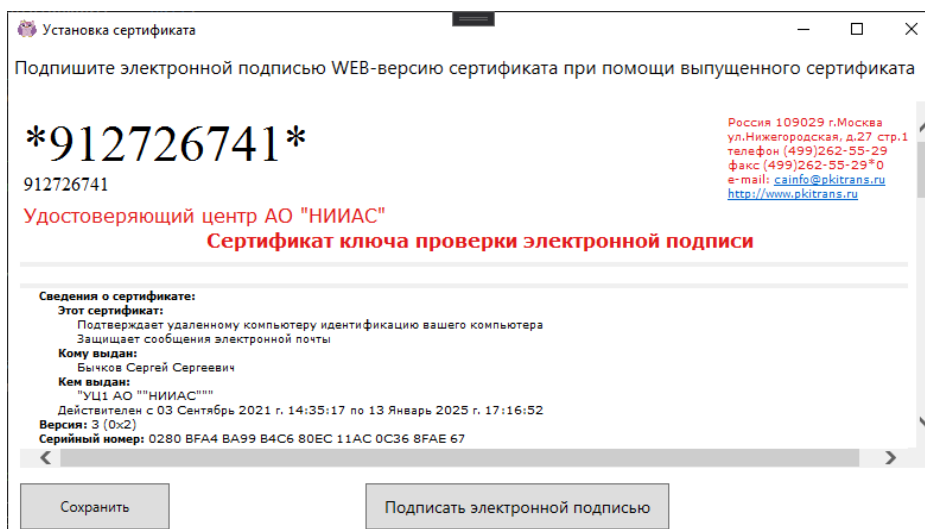 Установка сертификата
Подпишите электронной подписью WEB-версию сертификата при помощи выпущенного сертификата
*912726741*
912726741
Россия 109029 г.Москва
ул.Нижегородская, д.27 стр.1
телефон (499)262-55-29
факс (499)262-55-29*0
e-mail: cainfo@pkitrans.ru
http://www.pkitrans.ru
Удостоверяющий центр АО "НИИАС"
Сертификат ключа проверки электронной подписи
Сведения о сертификате:
Этот сертификат:
Подтверждает удаленному компьютеру идентификацию вашего компьютера
Защищает сообщения электронной почты
Кому выдан:
Бычков Сергей Сергеевич
Кем выдан:
"УЦ1 АО ""НИИАС"""
Действителен с 03 Сентябрь 2021 г. 14:35:17 по 13 Январь 2025 г. 17:16:52
Версия: 3 (0x2)
Серийный номер: 0280 BFA4 BA99 B4C6 80EC 11AC 0C36 8FAE 67
Сохранить
Подписать электронной подписью